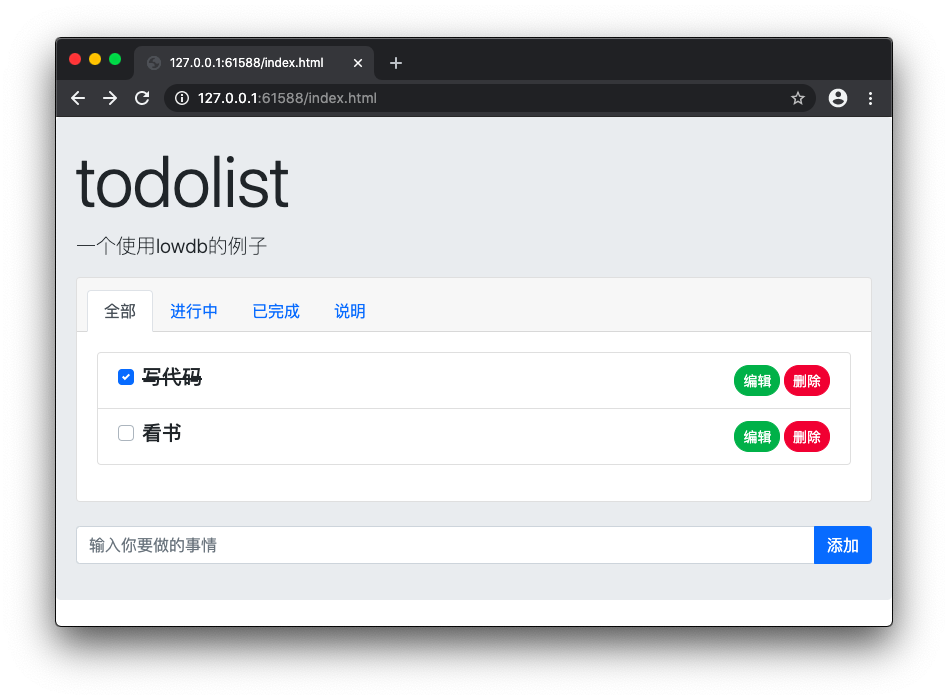 127.0.0.1:61588/index.html
127.0.0.1:61588/index.html
todolist
一个使用lowdb的例子
全部 进行中 已完成 说明
写代码 编辑 删除
看书 编辑 删除
输入你要做的事情 添加